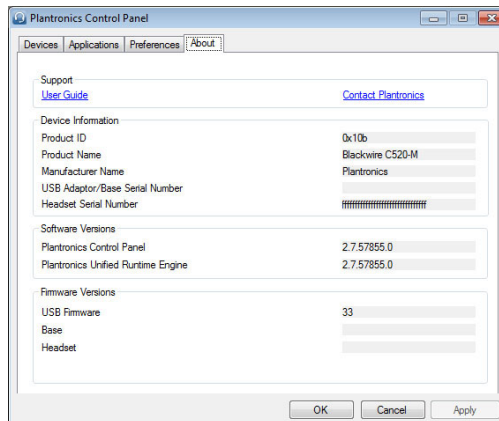 Plantronics Control Panel
Devices Applications Preferences About
Support
User Guide Contact Plantronics
Device Information
Product ID 0x10b
Product Name Blackwire C520-M
Manufacturer Name Plantronics
USB Adaptor/Base Serial Number
Headset Serial Number ffffffffffffffffffffffffffffffff
Software Versions
Plantronics Control Panel 2.7.57855.0
Plantronics Unified Runtime Engine 2.7.57855.0
Firmware Versions
USB Firmware 33
Base
Headset
OK Cancel Apply